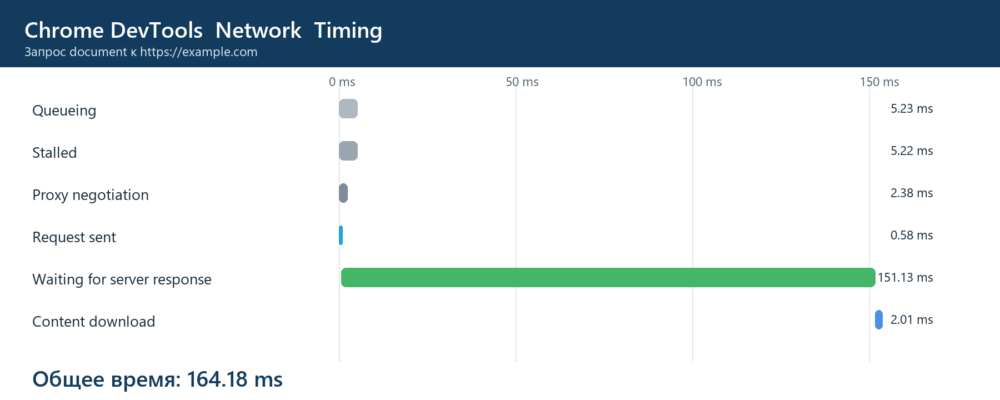 Chrome DevTools Network Timing
Запрос document к https://example.com
0 ms 50 ms 100 ms 150 ms
Queueing 5.23 ms
Stalled 5.22 ms
Proxy negotiation 2.38 ms
Request sent 0.58 ms
Waiting for server response 151.13 ms
Content download 2.01 ms
Общее время: 164.18 ms